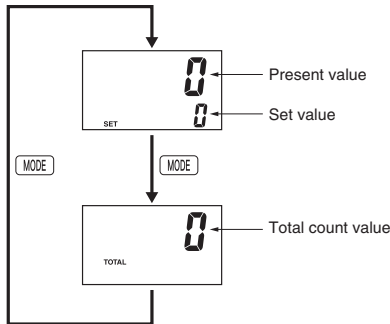 0
Present value
SET 0
Set value
MODE
MODE
0
Total count value
TOTAL